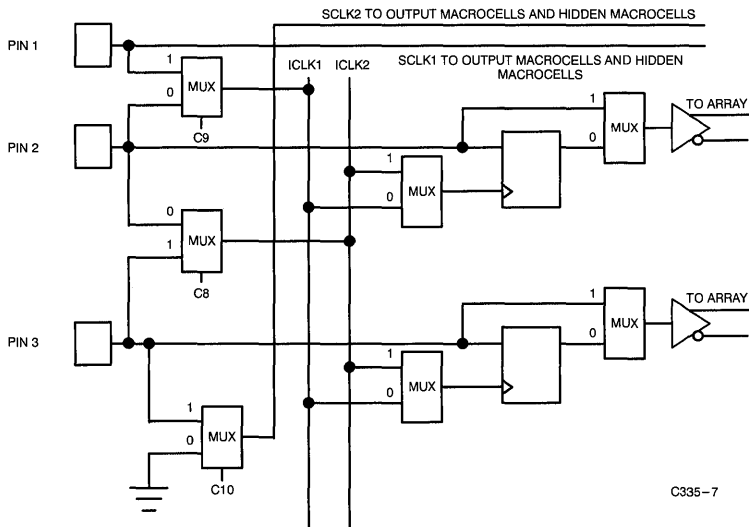 SCLK2 TO OUTPUT MACROCELLS AND HIDDEN MACROCELLS
PIN 1
1
ICLK1
ICLK2
SCLK1 TO OUTPUT MACROCELLS AND HIDDEN
MACROCELLS
MUX
0
C9
1
TO ARRAY
MUX
0
PIN 2
1
MUX
0
0
MUX
1
C8
1
TO ARRAY
MUX
0
PIN 3
1
MUX
0
1
MUX
0
C10
C335-7